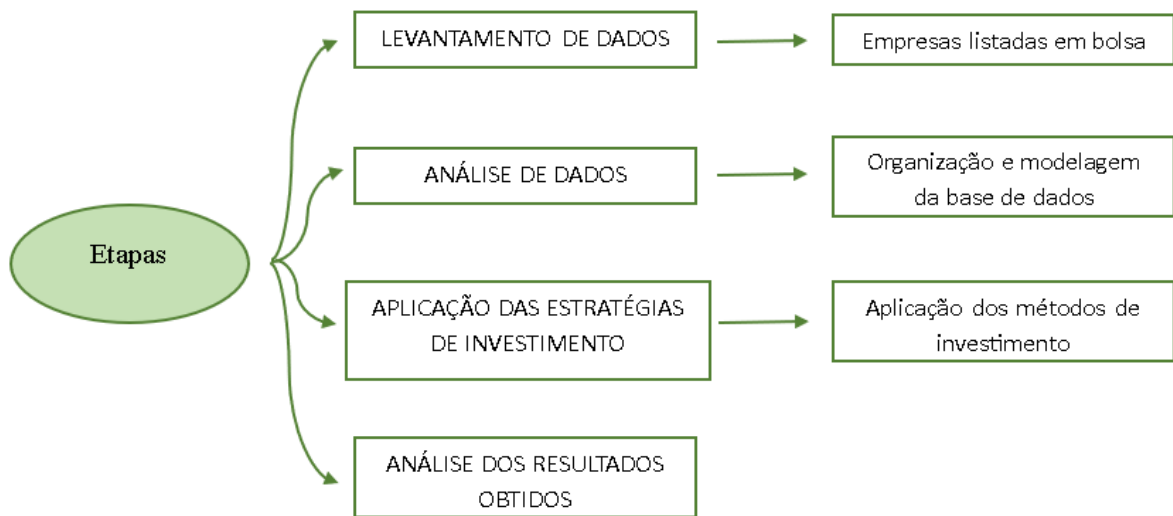 LEVANTAMENTO DE DADOS
Empresas listadas em bolsa
ANÁLISE DE DADOS
Organização e modelagem
da base de dados
Etapas
APLICAÇÃO DAS ESTRATÉGIAS
DE INVESTIMENTO
Aplicação dos métodos de
investimento
ANÁLISE DOS RESULTADOS
OBTIDOS